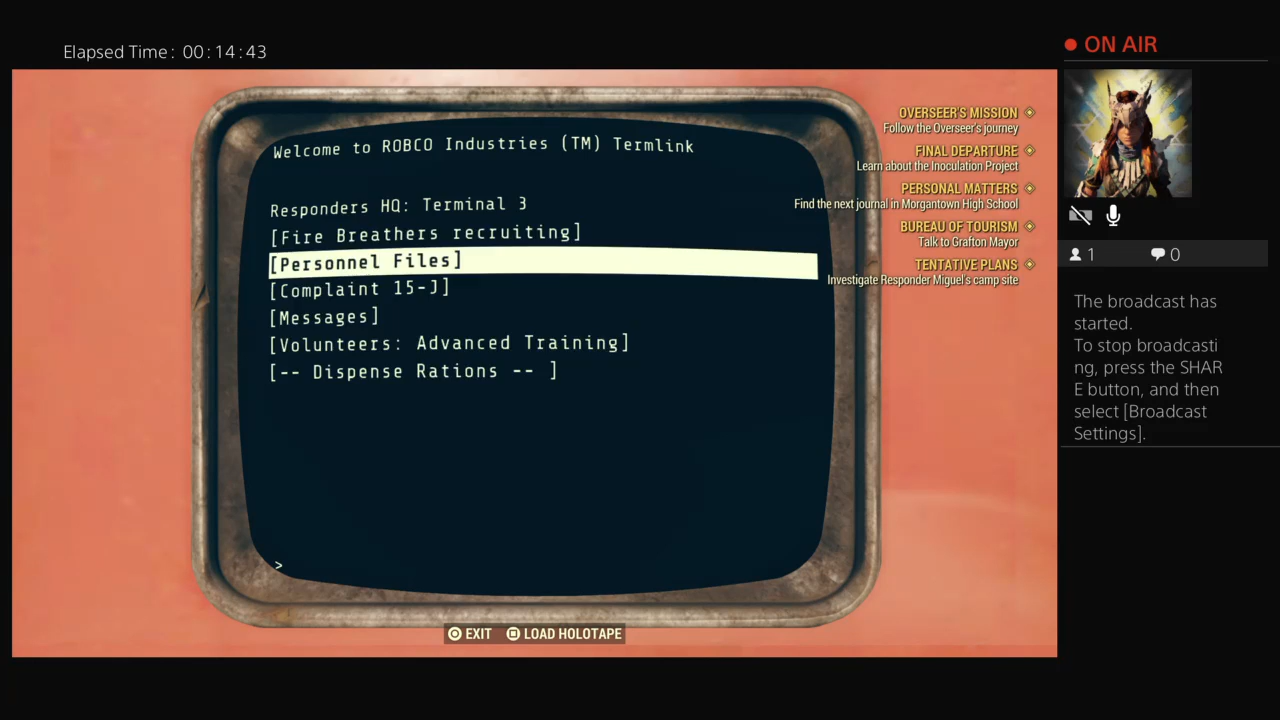 Elapsed Time: 00:14:43
ON AIR
Welcome to ROBCO Industries (TM) Termlink
Responders HQ: Terminal 3
[Fire Breathers recruiting]
[Personnel Files]
[Complaint 15-J]
[Messages]
[Volunteers: Advanced Training]
[-- Dispense Rations -- ]
>
EXIT LOAD HOLOTAPE
OVERSEER'S MISSION
Follow the Overseer's journey
FINAL DEPARTURE
Learn about the Inoculation Project
PERSONAL MATTERS
Find the next journal in Morgantown High School
BUREAU OF TOURISM
Talk to Grafton Mayor
TENTATIVE PLANS
Investigate Responder Miguel's camp site
1 0
The broadcast has
started.
To stop broadcasti
ng, press the SHAR
E button, and then
select [Broadcast
Settings].